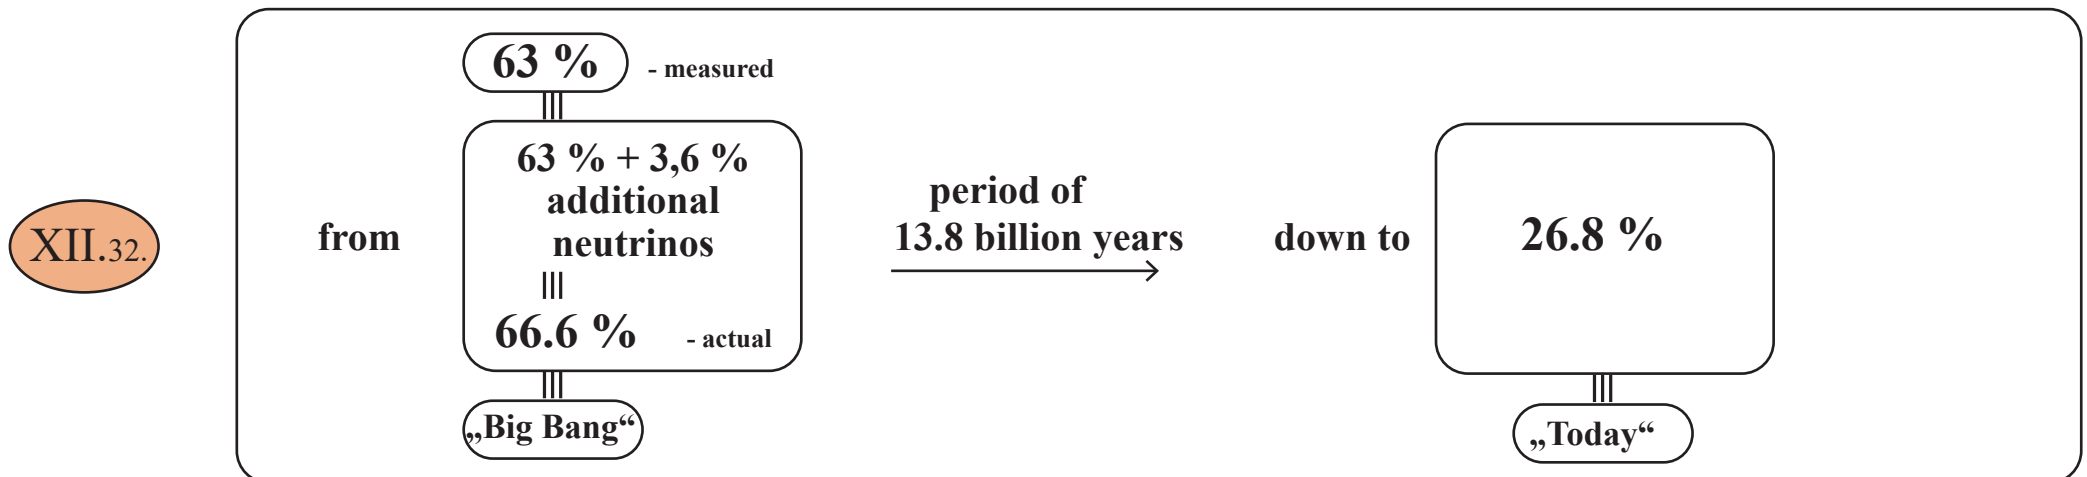 XII.32.
63 %
- measured
63 % + 3,6 %
additional
neutrinos
66.6 %
- actual
„Big Bang“
from
period of
13.8 billion years
down to
26.8 %
„Today“